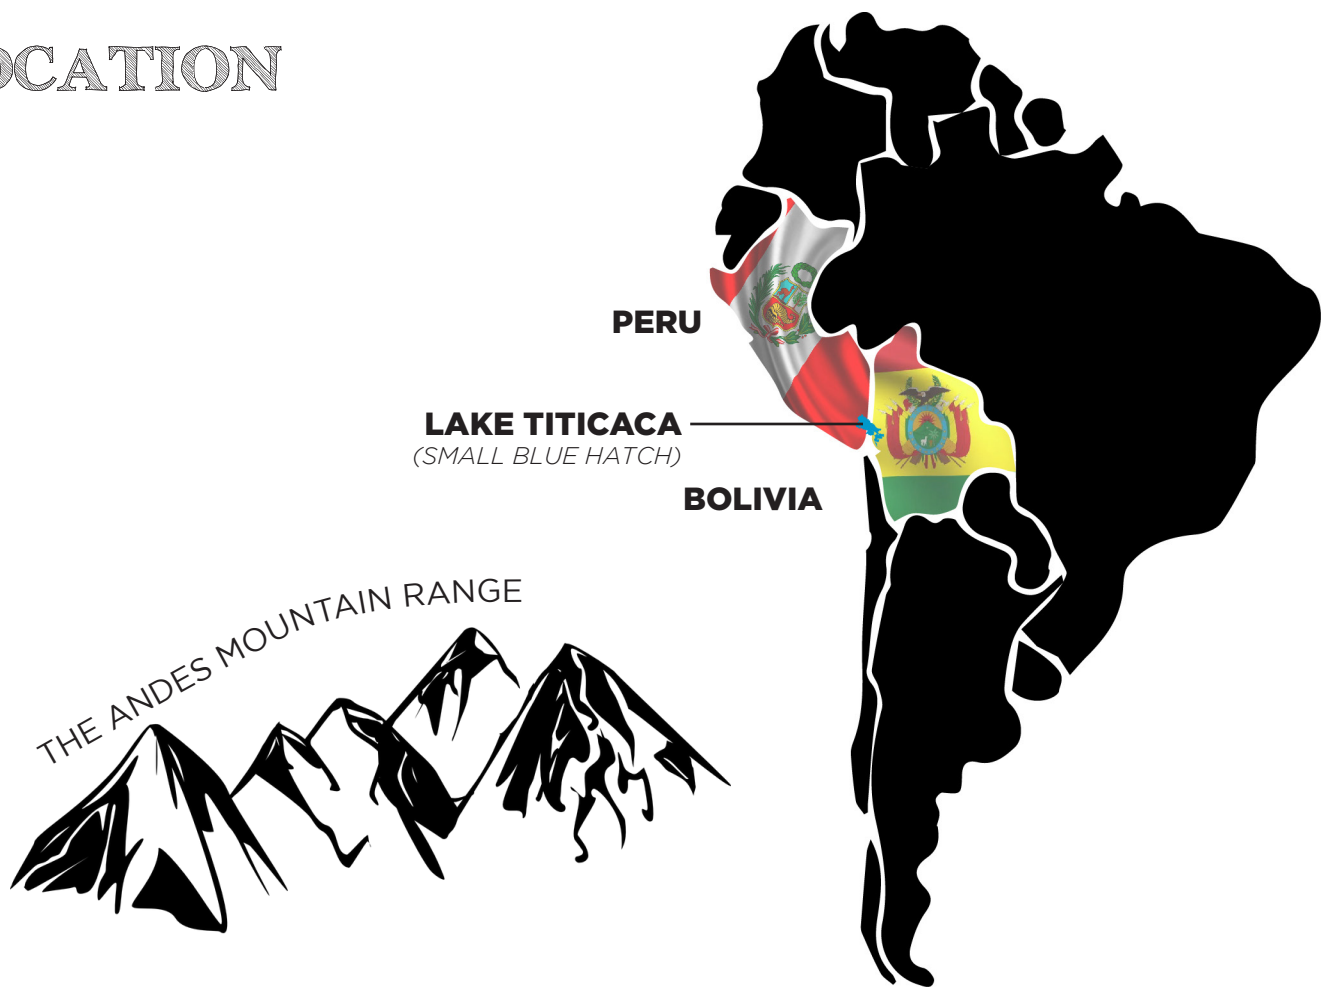 OCATION
PERU
LAKE TITICACA
(SMALL BLUE HATCH)
BOLIVIA
THE ANDES MOUNTAIN RANGE